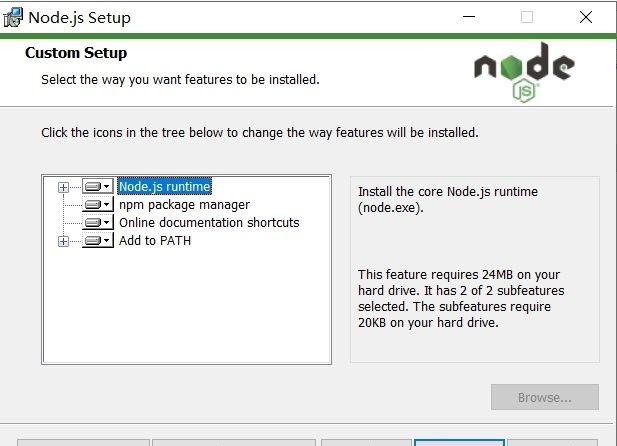 Node.js Setup
Custom Setup
Select the way you want features to be installed.
node
JS
Click the icons in the tree below to change the way features will be installed.
Node.js runtime
npm package manager
Online documentation shortcuts
Add to PATH
Install the core Node.js runtime
(node.exe).
This feature requires 24MB on your
hard drive. It has 2 of 2 subfeatures
selected. The subfeatures require
20KB on your hard drive.
Browse...